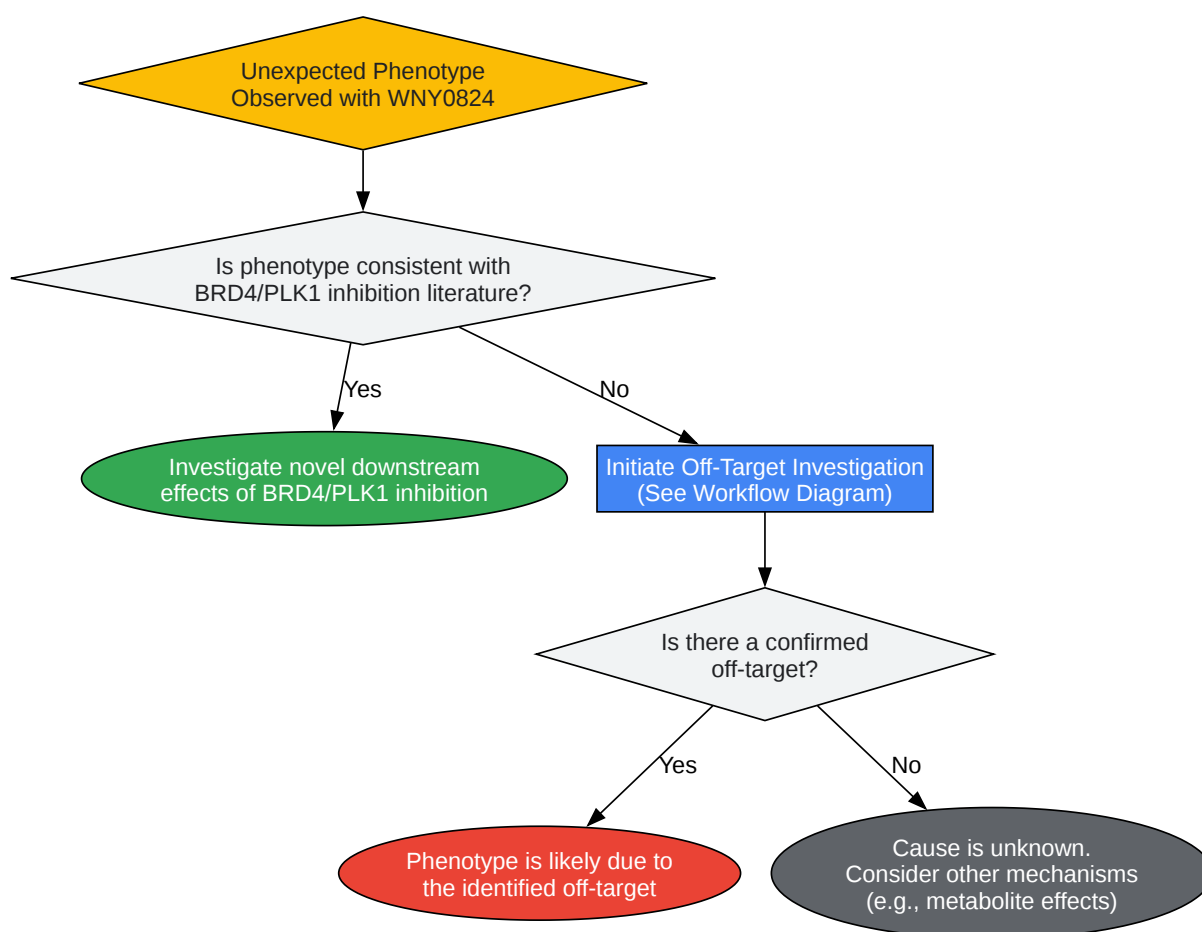 Unexpected Phenotype
Observed with WNY0824
Is phenotype consistent with
BRD4/PLK1 inhibition literature?
Yes
No
Investigate novel downstream
effects of BRD4/PLK1 inhibition
Initiate Off-Target Investigation
(See Workflow Diagram)
Is there a confirmed
off-target?
Yes
No
Phenotype is likely due to
the identified off-target
Cause is unknown.
Consider other mechanisms
(e.g., metabolite effects)